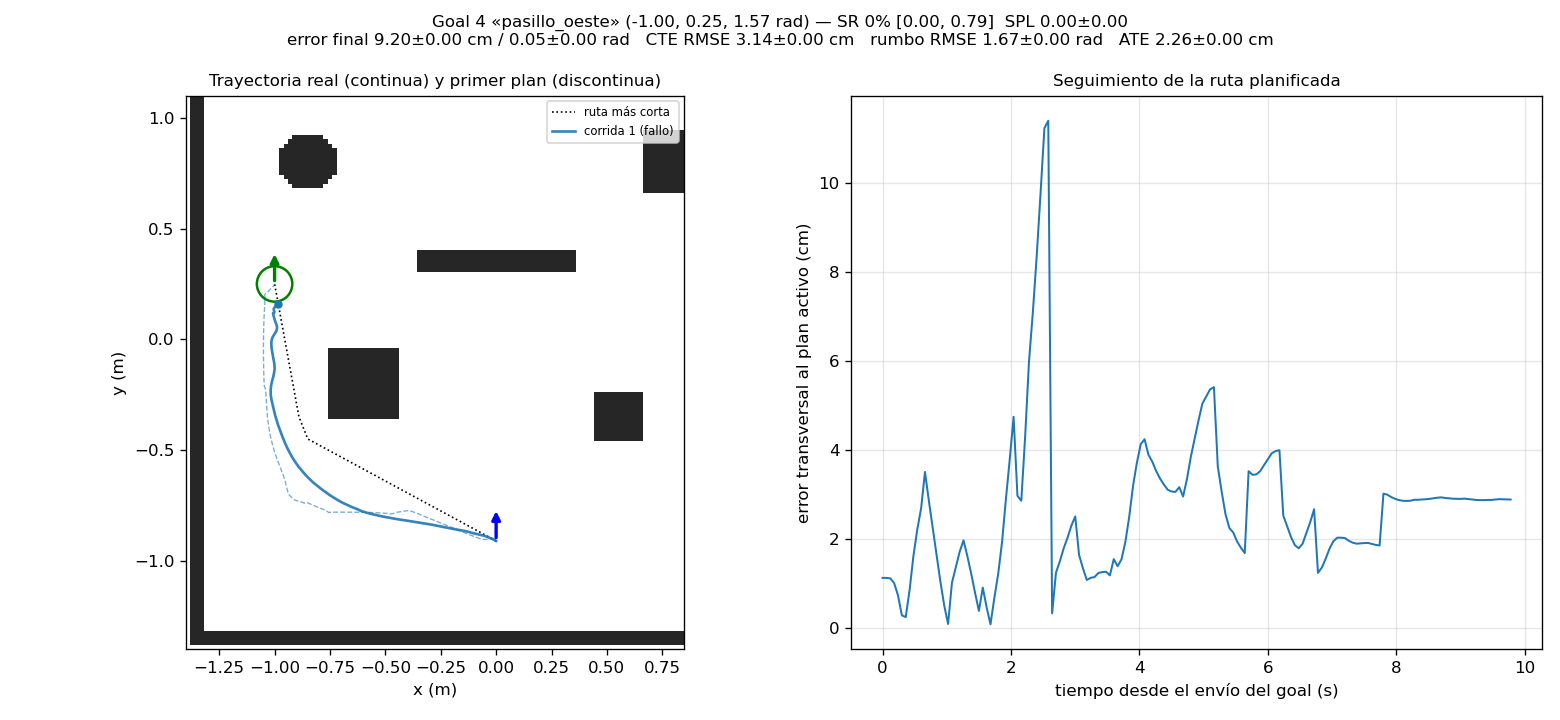 Goal 4 «pasillo_oeste» (-1.00, 0.25, 1.57 rad) — SR 0% [0.00, 0.79]  SPL 0.00±0.00
error final 9.20±0.00 cm / 0.05±0.00 rad   CTE RMSE 3.14±0.00 cm   rumbo RMSE 1.67±0.00 rad   ATE 2.26±0.00 cm
Trayectoria real (continua) y primer plan (discontinua)
ruta más corta
corrida 1 (fallo)
1.0
0.5
0.0
−0.5
−1.0
y (m)
−1.25 −1.00 −0.75 −0.50 −0.25 0.00 0.25 0.50 0.75
x (m)
Seguimiento de la ruta planificada
10
8
6
4
2
0
error transversal al plan activo (cm)
0 2 4 6 8 10
tiempo desde el envío del goal (s)